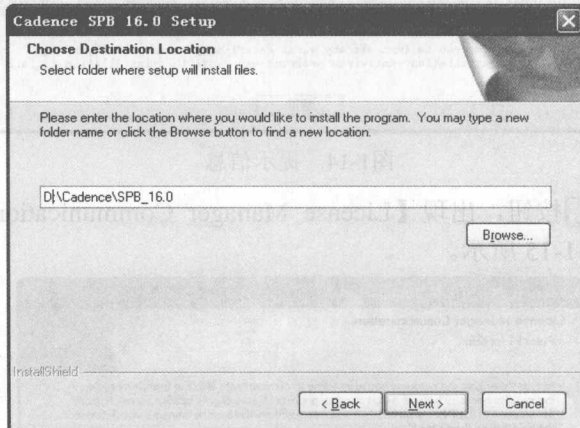 Cadence SPB 16.0 Setup
Choose Destination Location
Select folder where setup will install files.
Please enter the location where you would like to install the program. You may type a new
folder name or click the Browse button to find a new location.
D:\Cadence\SPB_16.0
Browse...
InstallShield
< Back
Next >
Cancel